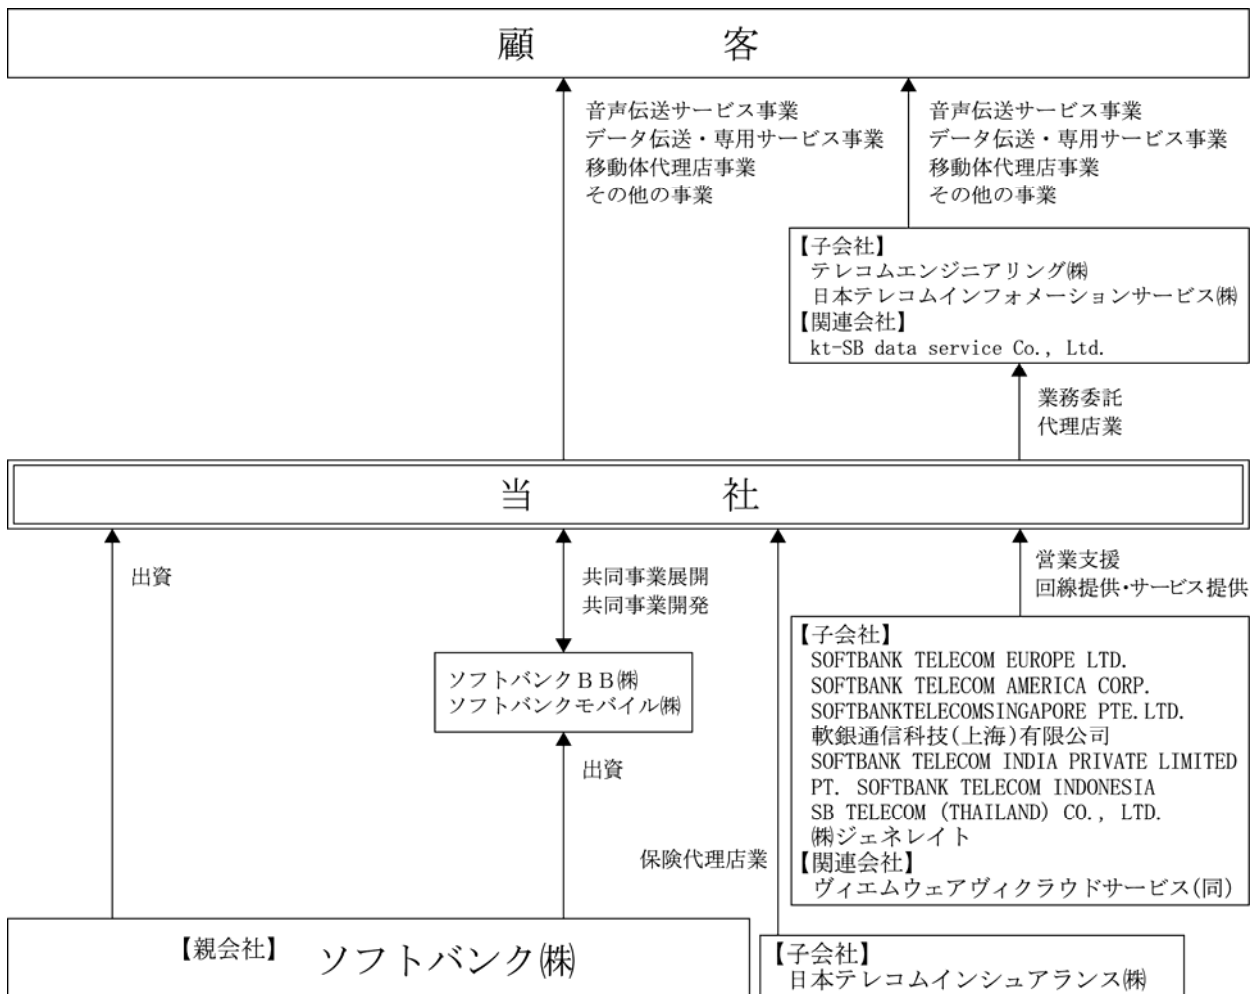 顧客
音声伝送サービス事業
データ伝送・専用サービス事業
移動体代理店事業
その他の事業
音声伝送サービス事業
データ伝送・専用サービス事業
移動体代理店事業
その他の事業
【子会社】
テレコムエンジニアリング㈱
日本テレコムインフォメーションサービス㈱
【関連会社】
kt-SB data service Co., Ltd.
業務委託
代理店業
当社
出資
共同事業展開
共同事業開発
営業支援
回線提供・サービス提供
ソフトバンクＢＢ㈱
ソフトバンクモバイル㈱
出資
保険代理店業
【子会社】
SOFTBANK TELECOM EUROPE LTD.
SOFTBANK TELECOM AMERICA CORP.
SOFTBANKTELECOMSINGAPORE PTE.LTD.
軟銀通信科技(上海)有限公司
SOFTBANK TELECOM INDIA PRIVATE LIMITED
PT. SOFTBANK TELECOM INDONESIA
SB TELECOM (THAILAND) CO., LTD.
㈱ジェネレイト
【関連会社】
ヴィエムウェアヴィクラウドサービス(同)
【親会社】 ソフトバンク㈱
【子会社】
日本テレコムインシュアランス㈱